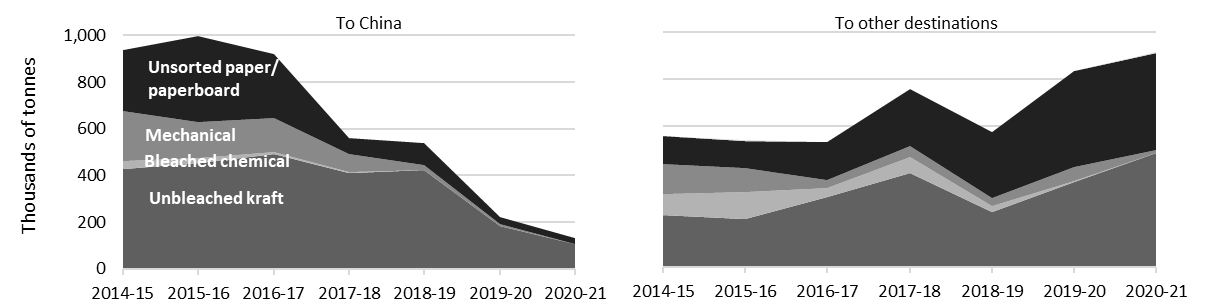 To China
To other destinations
Thousands of tonnes
1,000
800
600
400
200
0
Unsorted paper/
paperboard
Mechanical
Bleached chemical
Unbleached kraft
2014-15 2015-16 2016-17 2017-18 2018-19 2019-20 2020-21
2014-15 2015-16 2016-17 2017-18 2018-19 2019-20 2020-21